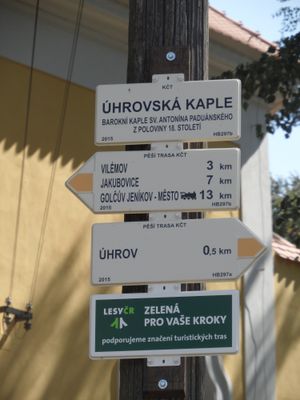 KČT
ÚHROVSKÁ KAPLE
BAROKNÍ KAPLE SV. ANTONÍNA PADUÁNSKÉHO
Z POLOVINY 18. STOLETÍ
2015 HB297b
PĚŠÍ TRASA KČT
VILÉMOV 3 km
JAKUBOVICE 7 km
GOLČŮV JENÍKOV - MĚSTO 13 km
2015 HB297b
PĚŠÍ TRASA KČT
ÚHROV 0,5 km
2015 HB297a
LESY ČR ZELENÁ
PRO VAŠE KROKY
podporujeme značení turistických tras